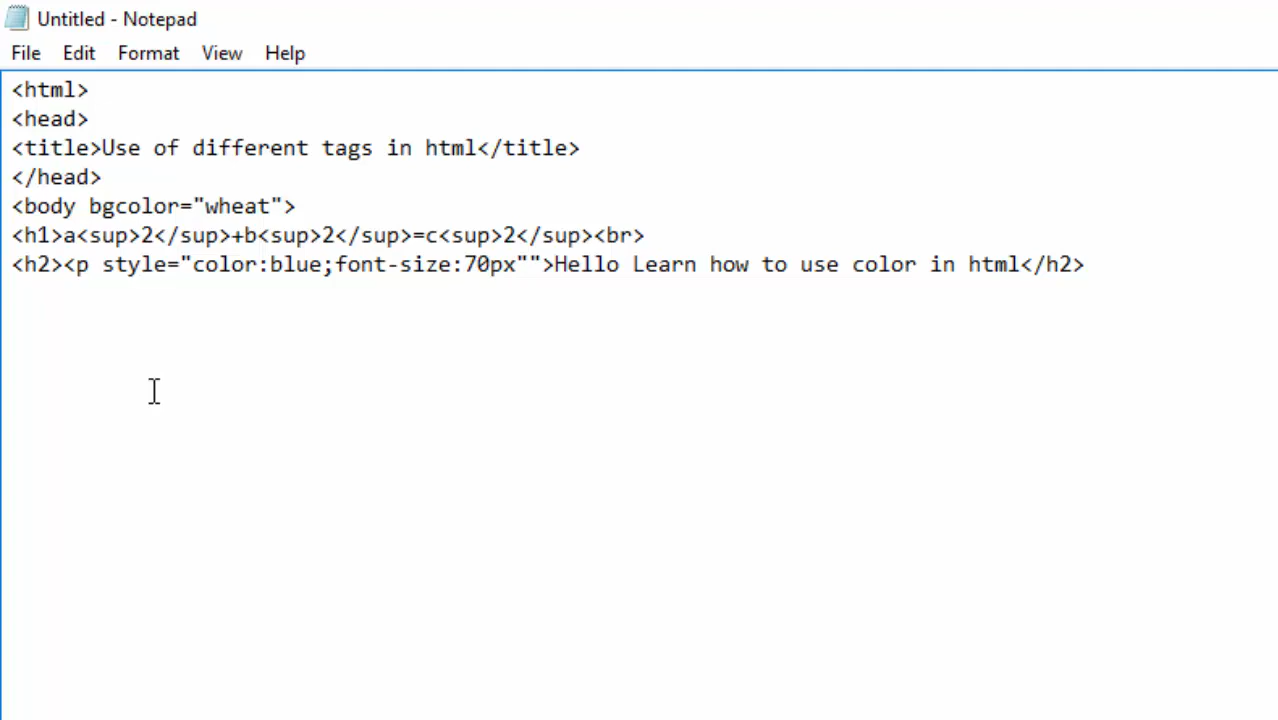 Untitled - Notepad
File Edit Format View Help
<html>
<head>
<title>Use of different tags in html</title>
</head>
<body bgcolor="wheat">
<h1>a<sup>2</sup>+b<sup>2</sup>=c<sup>2</sup><br>
<h2><p style="color:blue;font-size:70px"">Hello Learn how to use color in html</h2>